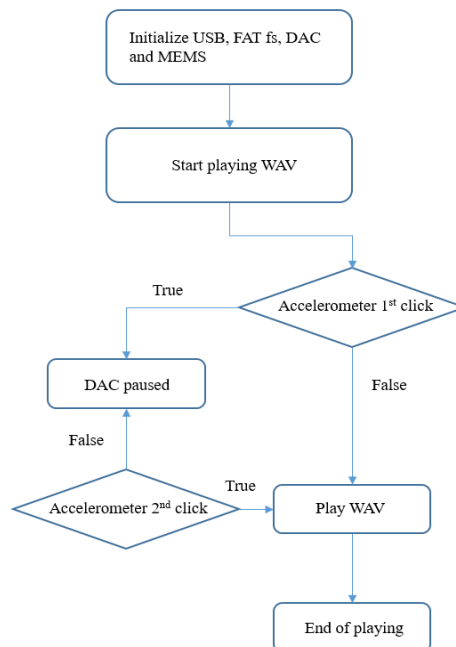 Initialize USB, FAT fs, DAC
and MEMS
Start playing WAV
True
Accelerometer 1st click
False
DAC paused
False
True
Accelerometer 2nd click
Play WAV
End of playing